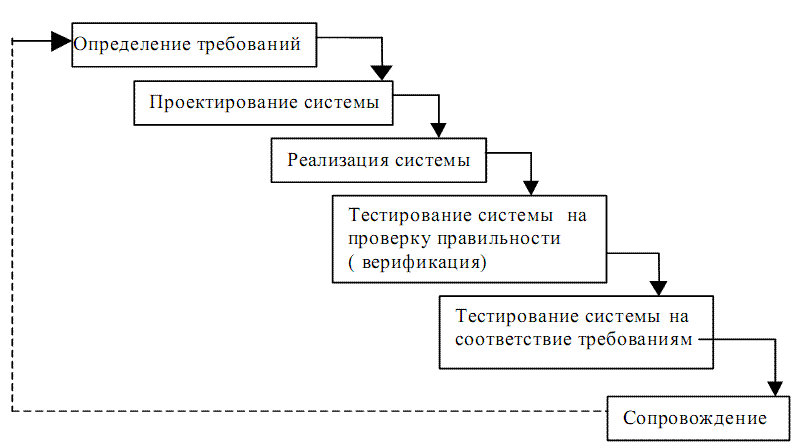 Определение требований
Проектирование системы
Реализация системы
Тестирование системы на
проверку правильности
( верификация)
Тестирование системы на
соответствие требованиям
Сопровождение